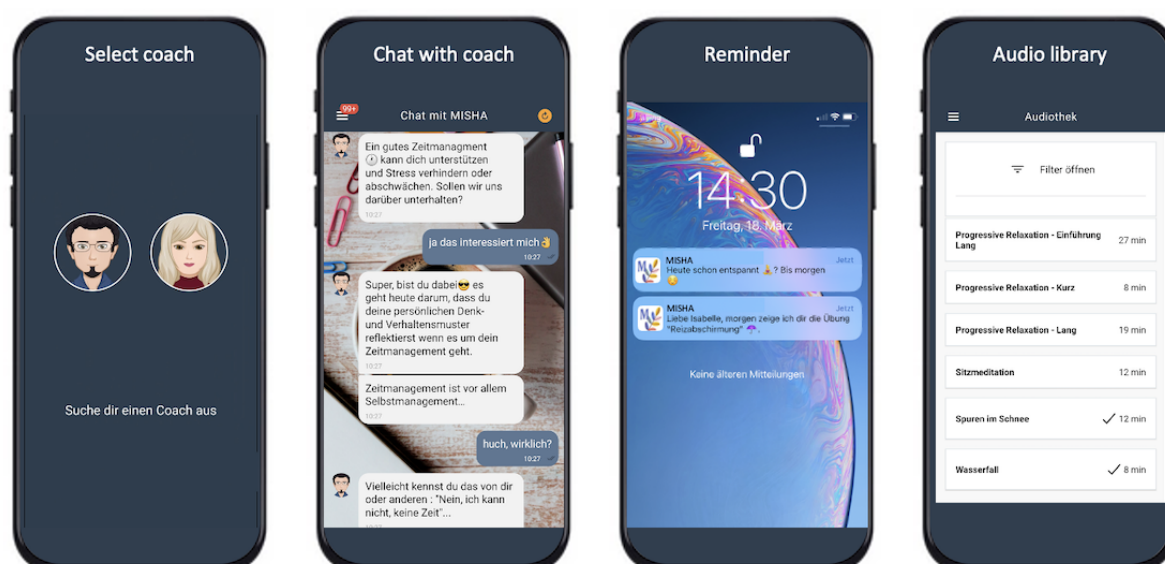 Select coach
Suche dir einen Coach aus
Chat with coach
99+
Chat mit MISHA
Ein gutes Zeitmanagment
🕐 kann dich unterstützen
und Stress verhindern oder
abschwächen. Sollen wir uns
darüber unterhalten?
10:27
ja das interessiert mich👌
10:27
Super, bist du dabei😎 es
geht heute darum, dass du
deine persönlichen Denk-
und Verhaltensmuster
reflektierst wenn es um dein
Zeitmanagement geht.
Zeitmanagement ist vor allem
Selbstmanagement...
10:27
huch, wirklich?
10:27
Vielleicht kennst du das von dir
oder anderen : "Nein, ich kann
nicht, keine Zeit"...
Reminder
14:30
Freitag, 18. März
MISHA
Jetzt
Heute schon entspannt 🧘? Bis morgen
😊
MISHA
Jetzt
Liebe Isabelle, morgen zeige ich dir die Übung
"Reizabschirmung" ☂.
Keine älteren Mitteilungen
Audio library
Audiothek
Filter öffnen
Progressive Relaxation - Einführung
Lang
27 min
Progressive Relaxation - Kurz
8 min
Progressive Relaxation - Lang
19 min
Sitzmeditation
12 min
Spuren im Schnee
✓ 12 min
Wasserfall
✓ 8 min